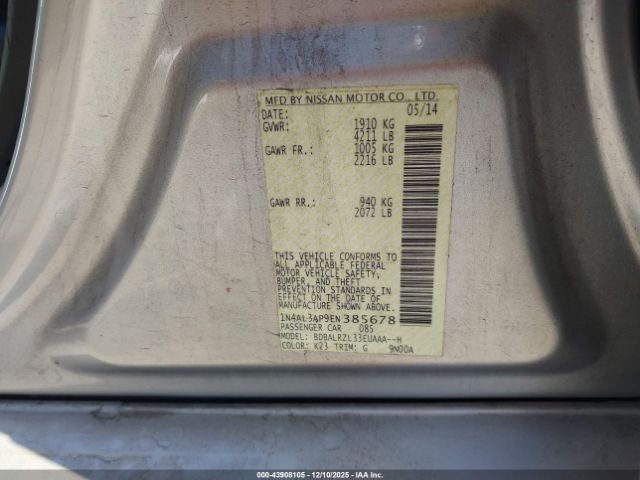 MFD BY NISSAN MOTOR CO., LTD.
DATE: 05/14
GVWR: 1910 KG
4211 LB
GAWR FR.: 1005 KG
2216 LB
GAWR RR.: 940 KG
2072 LB
THIS VEHICLE CONFORMS TO
ALL APPLICABLE FEDERAL
MOTOR VEHICLE SAFETY,
BUMPER, AND THEFT
PREVENTION STANDARDS IN
EFFECT ON THE DATE OF
MANUFACTURE SHOWN ABOVE.
1N4AL3AP9EN385678
PASSENGER CAR 085
MODEL: BDBALRZL33EUAAA--H
COLOR: K23 TRIM: G 9N00A
000-43908105 • 12/10/2025 • IAAI.COM